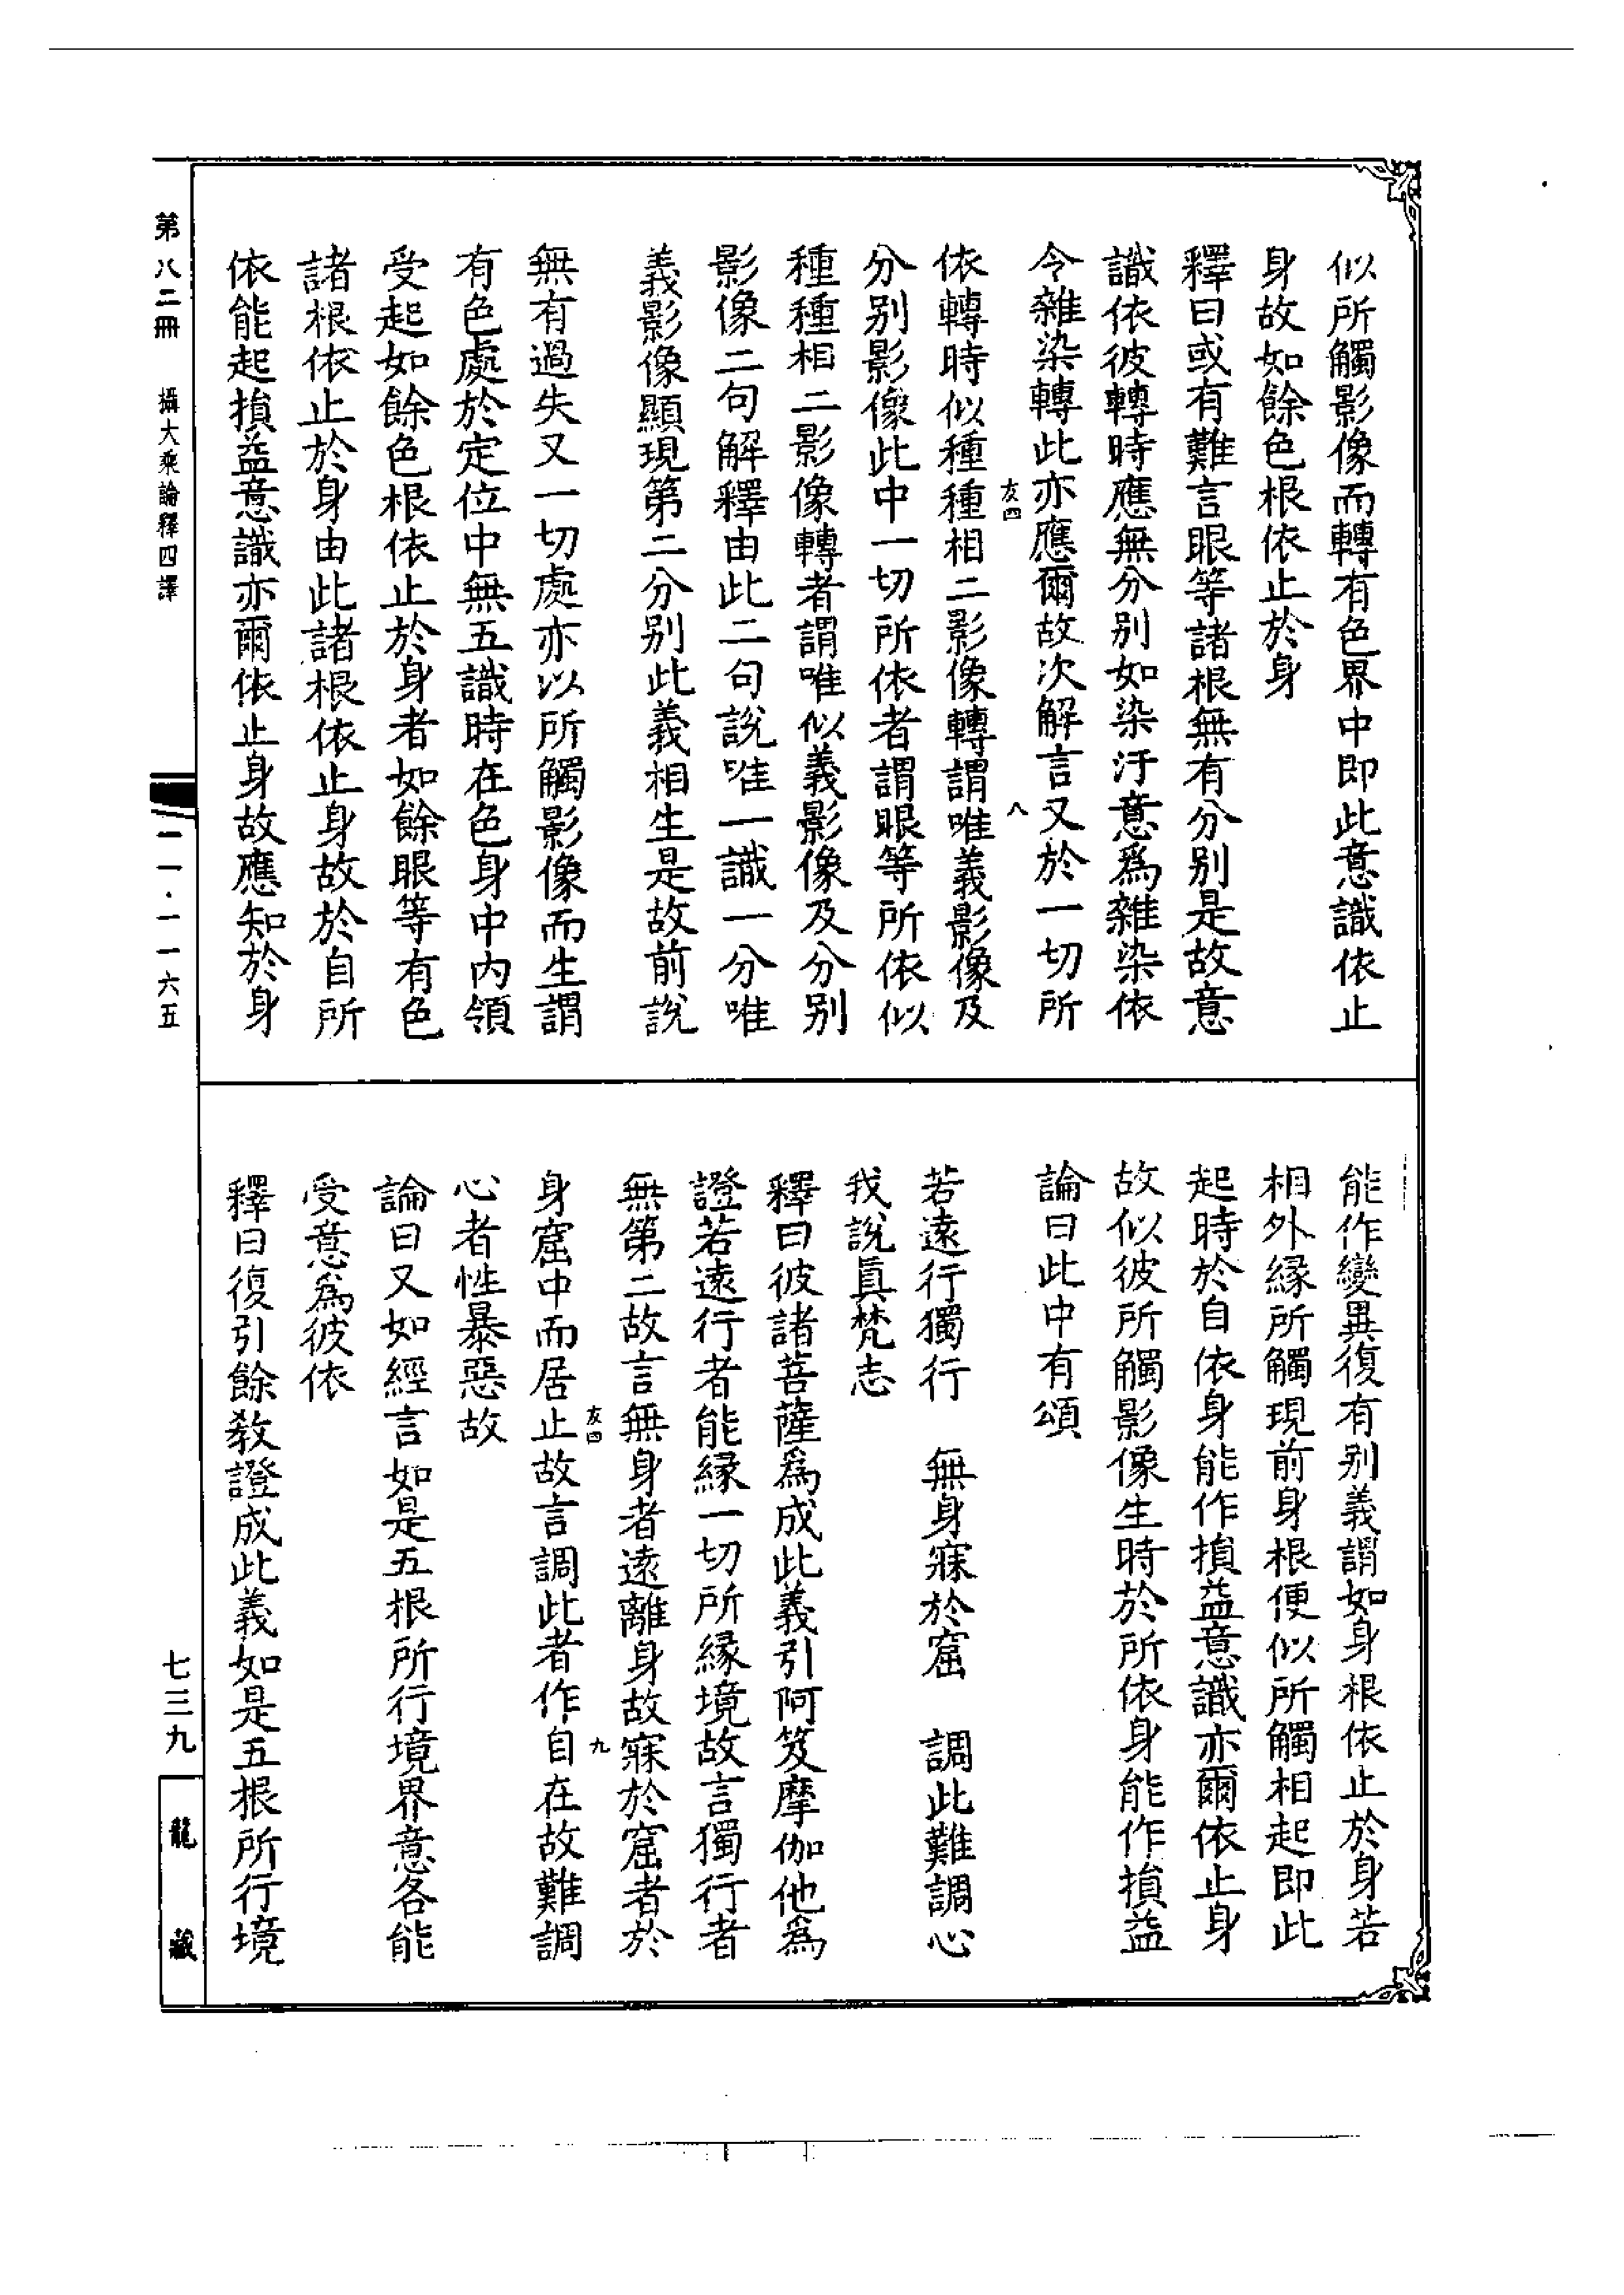 似所觸影像而轉有色界中即此意識依止
身故如餘色根依止於身
釋曰或有難言眼等諸根無有分別是故意
識依彼轉時應無分別如染汙意爲雜染依
令雜染轉此亦應爾故次解言又於一切所
友四
八
依轉時似種種相二影像轉謂唯義影像及
分別影像此中一切所依者謂眼等所依似
種種相二影像轉者謂唯似義影像及分別
影像二句解釋由此二句說唯一識一分唯
義影像顯現第二分別此義相生是故前說
無有過失又一切處亦以所觸影像而生謂
有色處於定位中無五識時在色身中內領
受起如餘色根依止於身者如餘眼等有色
諸根依止於身由此諸根依止身故於自所
依能起損益意識亦爾依止身故應知於身
能作變異復有別義謂如身根依止於身若
相外緣所觸現前身根便似所觸相起即此
起時於自依身能作損益意識亦爾依止身
故似彼所觸影像生時於所依身能作損益
論曰此中有頌
若遠行獨行　無身寐於窟　調此難調心
我說眞梵志
釋曰彼諸菩薩爲成此義引阿笈摩伽他爲
證若遠行者能緣一切所緣境故言獨行者
無第二故言無身者遠離身故寐於窟者於
友四
九
身窟中而居止故言調此者作自在故難調
心者性暴惡故
論曰又如經言如是五根所行境界意各能
受意爲彼依
釋曰復引餘教證成此義如是五根所行境
第八二冊　攝大乘論釋四譯
二一·一一六五
七三九
龍藏